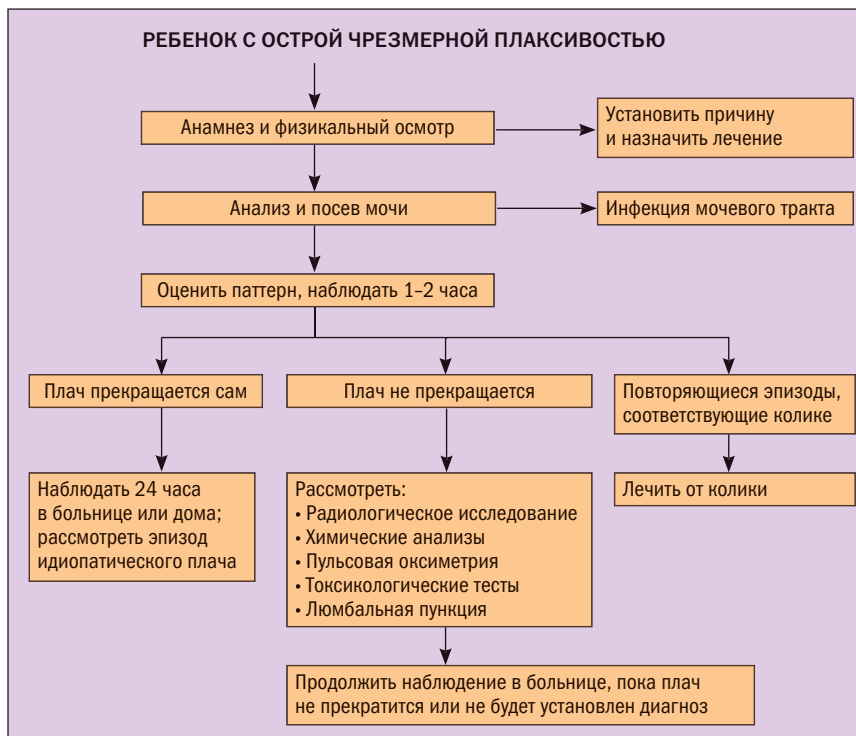 РЕБЕНОК С ОСТРОЙ ЧРЕЗМЕРНОЙ ПЛАКСИВОСТЬЮ
Анамнез и физикальный осмотр
Установить причину
и назначить лечение
Анализ и посев мочи
Инфекция мочевого тракта
Оценить паттерн, наблюдать 1–2 часа
Плач прекращается сам
Плач не прекращается
Повторяющиеся эпизоды,
соответствующие колике
Наблюдать 24 часа
в больнице или дома;
рассмотреть эпизод
идиопатического плача
Рассмотреть:
• Радиологическое исследование
• Химические анализы
• Пульсовая оксиметрия
• Токсикологические тесты
• Люмбальная пункция
Лечить от колики
Продолжить наблюдение в больнице, пока плач
не прекратится или не будет установлен диагноз